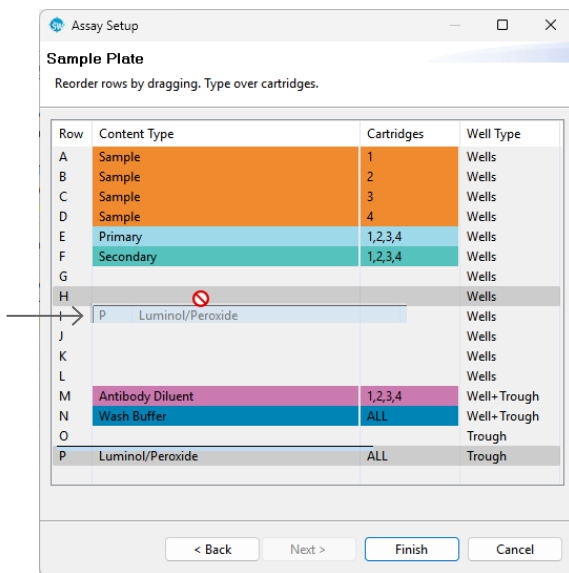 SW Assay Setup
Sample Plate
Reorder rows by dragging. Type over cartridges.
Row Content Type Cartridges Well Type
A Sample 1 Wells
B Sample 2 Wells
C Sample 3 Wells
D Sample 4 Wells
E Primary 1,2,3,4 Wells
F Secondary 1,2,3,4 Wells
G Wells
H Wells
I P Luminol/Peroxide Wells
J Wells
K Wells
L Wells
M Antibody Diluent 1,2,3,4 Well+Trough
N Wash Buffer ALL Well+Trough
O Trough
P Luminol/Peroxide ALL Trough
< Back Next > Finish Cancel